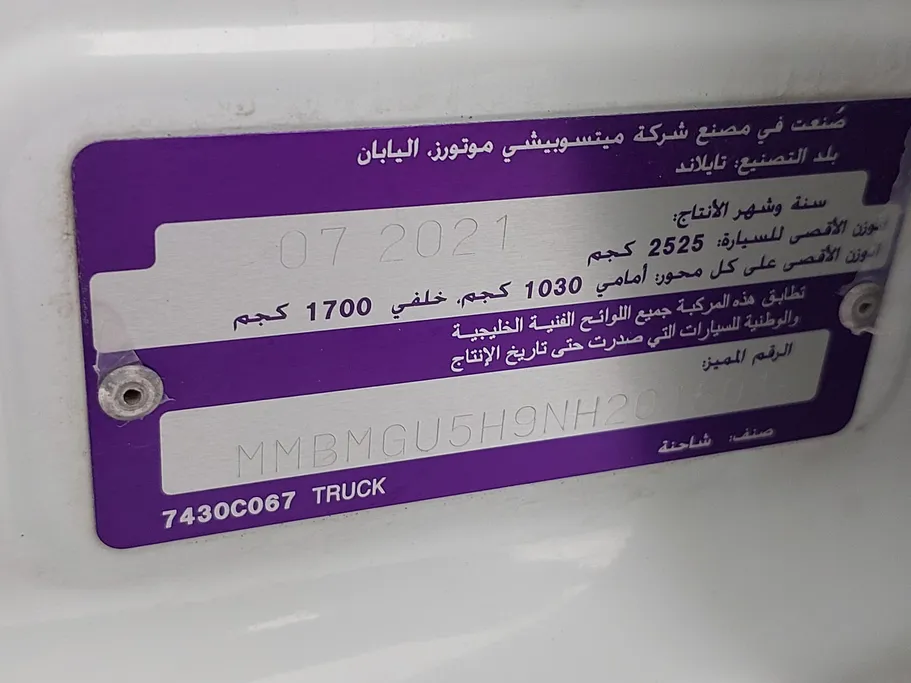 صُنعت في مصنع شركة ميتسوبيشي موتورز، اليابان
بلد التصنيع: تايلاند
سنة وشهر الأنتاج:
07 2021
الوزن الأقصى للسيارة: 2525 كجم
الوزن الأقصى على كل محور: أمامي 1030 كجم، خلفي 1700 كجم
تطابق هذه المركبة جميع اللوائح الفنية الخليجية
والوطنية للسيارات التي صدرت حتى تاريخ الإنتاج
الرقم المميز:
صنف: شاحنة
7430C067 TRUCK